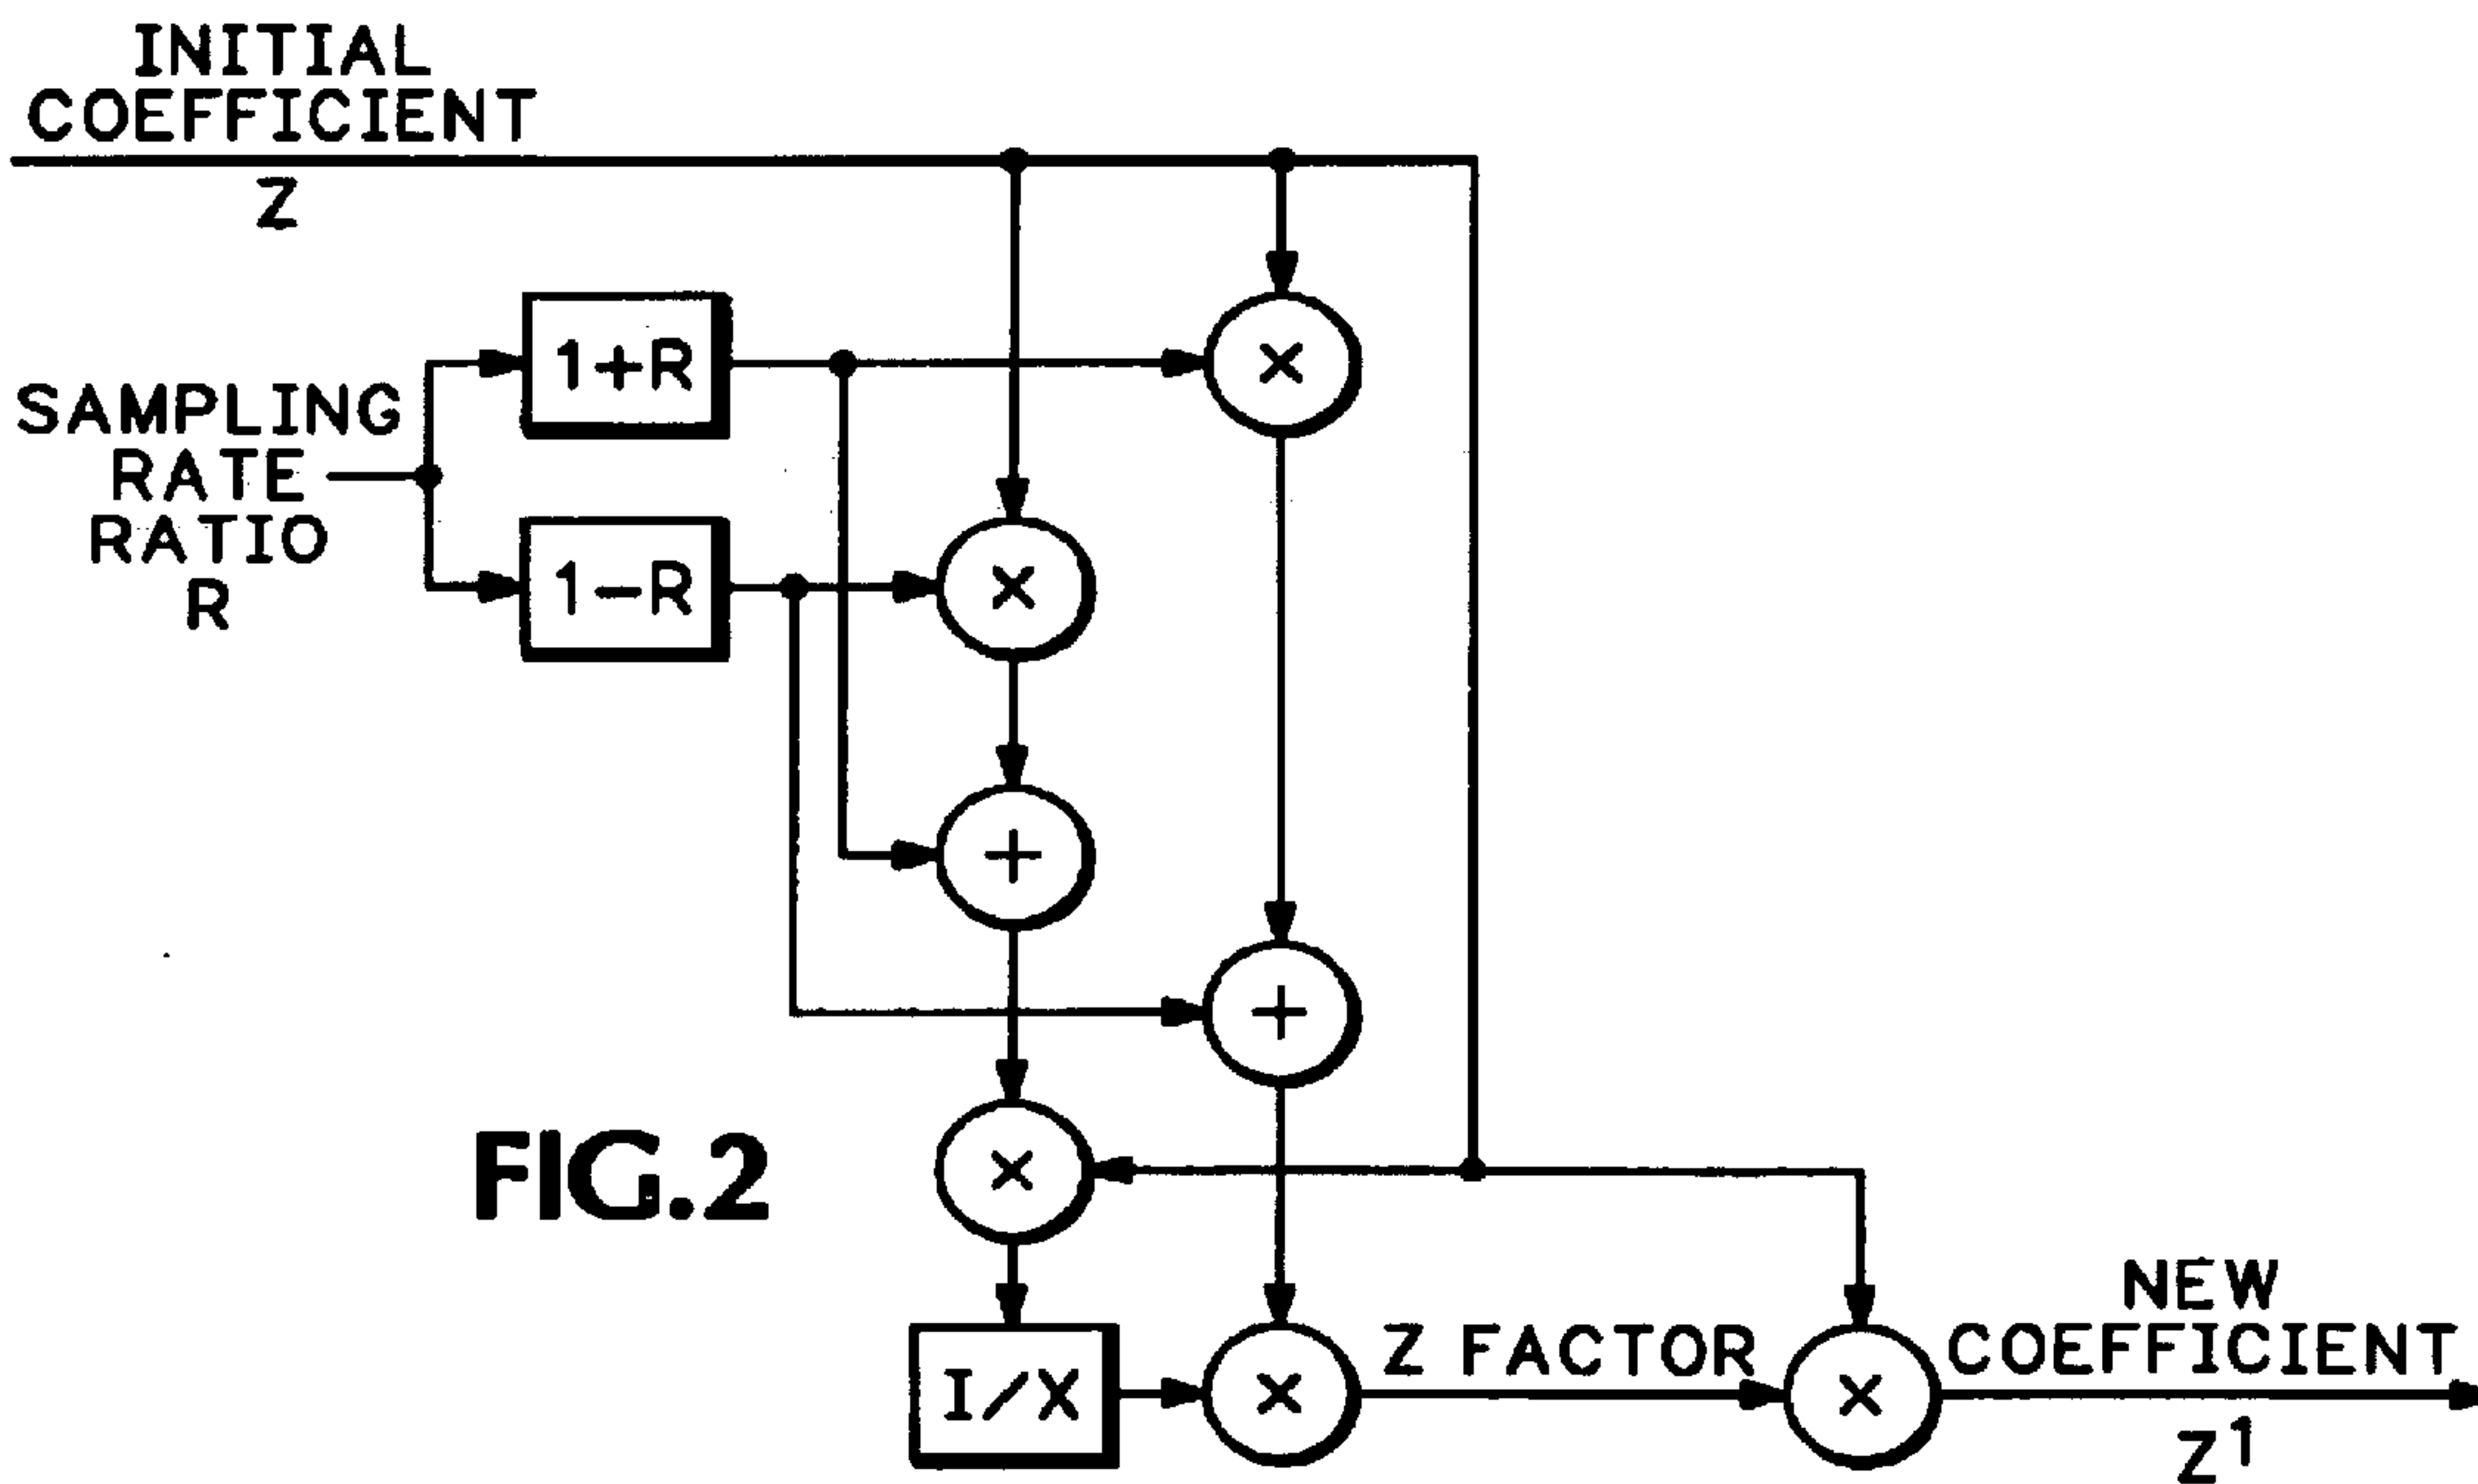 INITIAL
COEFFICIENT
Z
1+R
×
SAMPLING
RATE
RATIO
R
1−R
×
+
+
×
FIG.2
I/X
×
Z FACTOR
×
NEW
COEFFICIENT
Z1